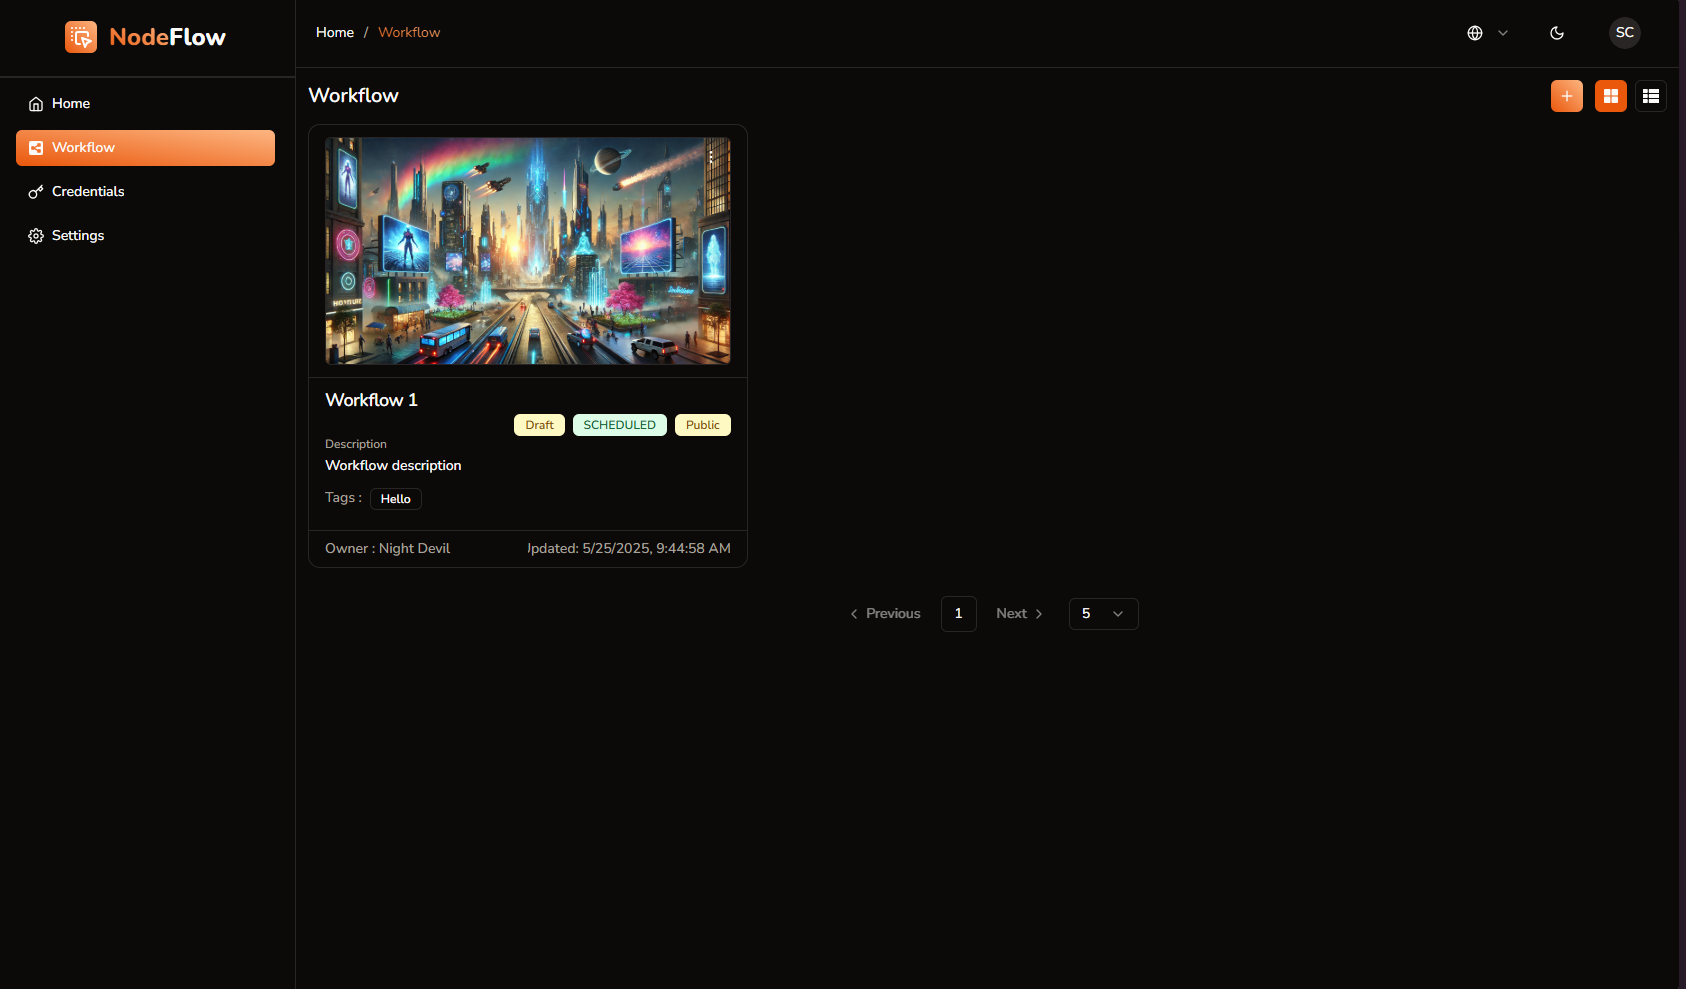 NodeFlow
Home / Workflow
SC
Home
Workflow
Credentials
Settings
Workflow
Workflow 1
Draft SCHEDULED Public
Description
Workflow description
Tags : Hello
Owner : Night Devil
Updated: 5/25/2025, 9:44:58 AM
Previous 1 Next 5